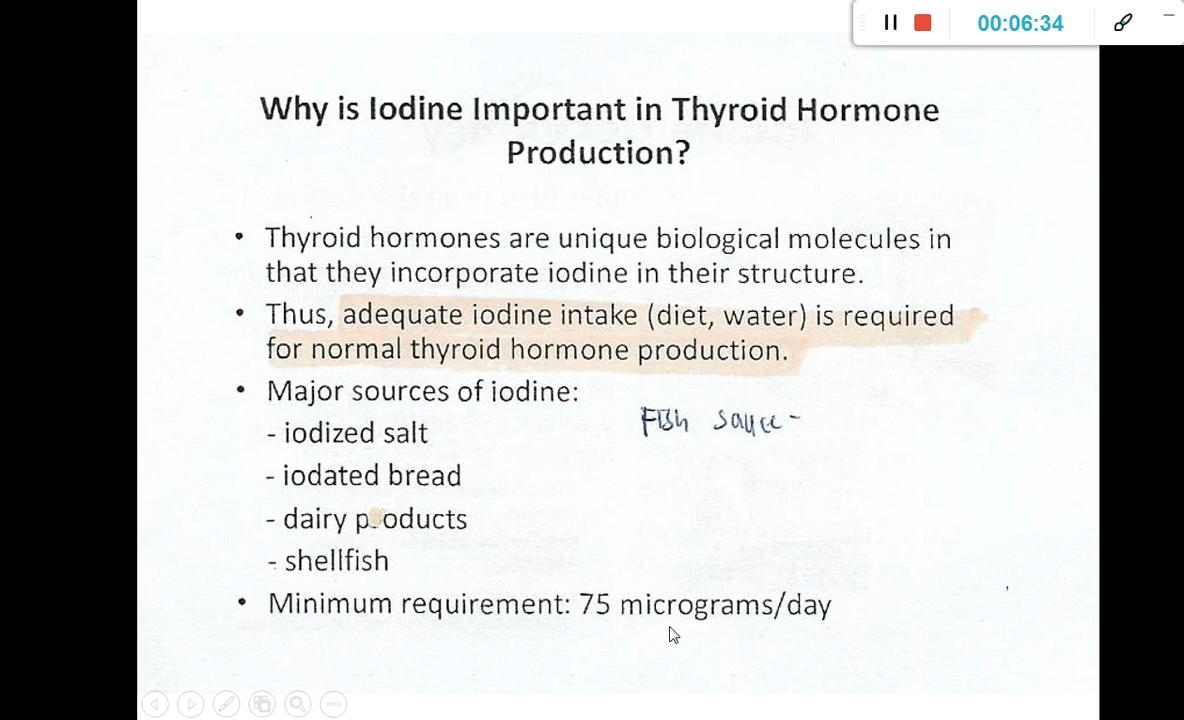 00:06:34
Why is Iodine Important in Thyroid Hormone
Production?
• Thyroid hormones are unique biological molecules in
that they incorporate iodine in their structure.
• Thus, adequate iodine intake (diet, water) is required
for normal thyroid hormone production.
• Major sources of iodine:
Fish sauce -
- iodized salt
- iodated bread
- dairy products
- shellfish
• Minimum requirement: 75 micrograms/day